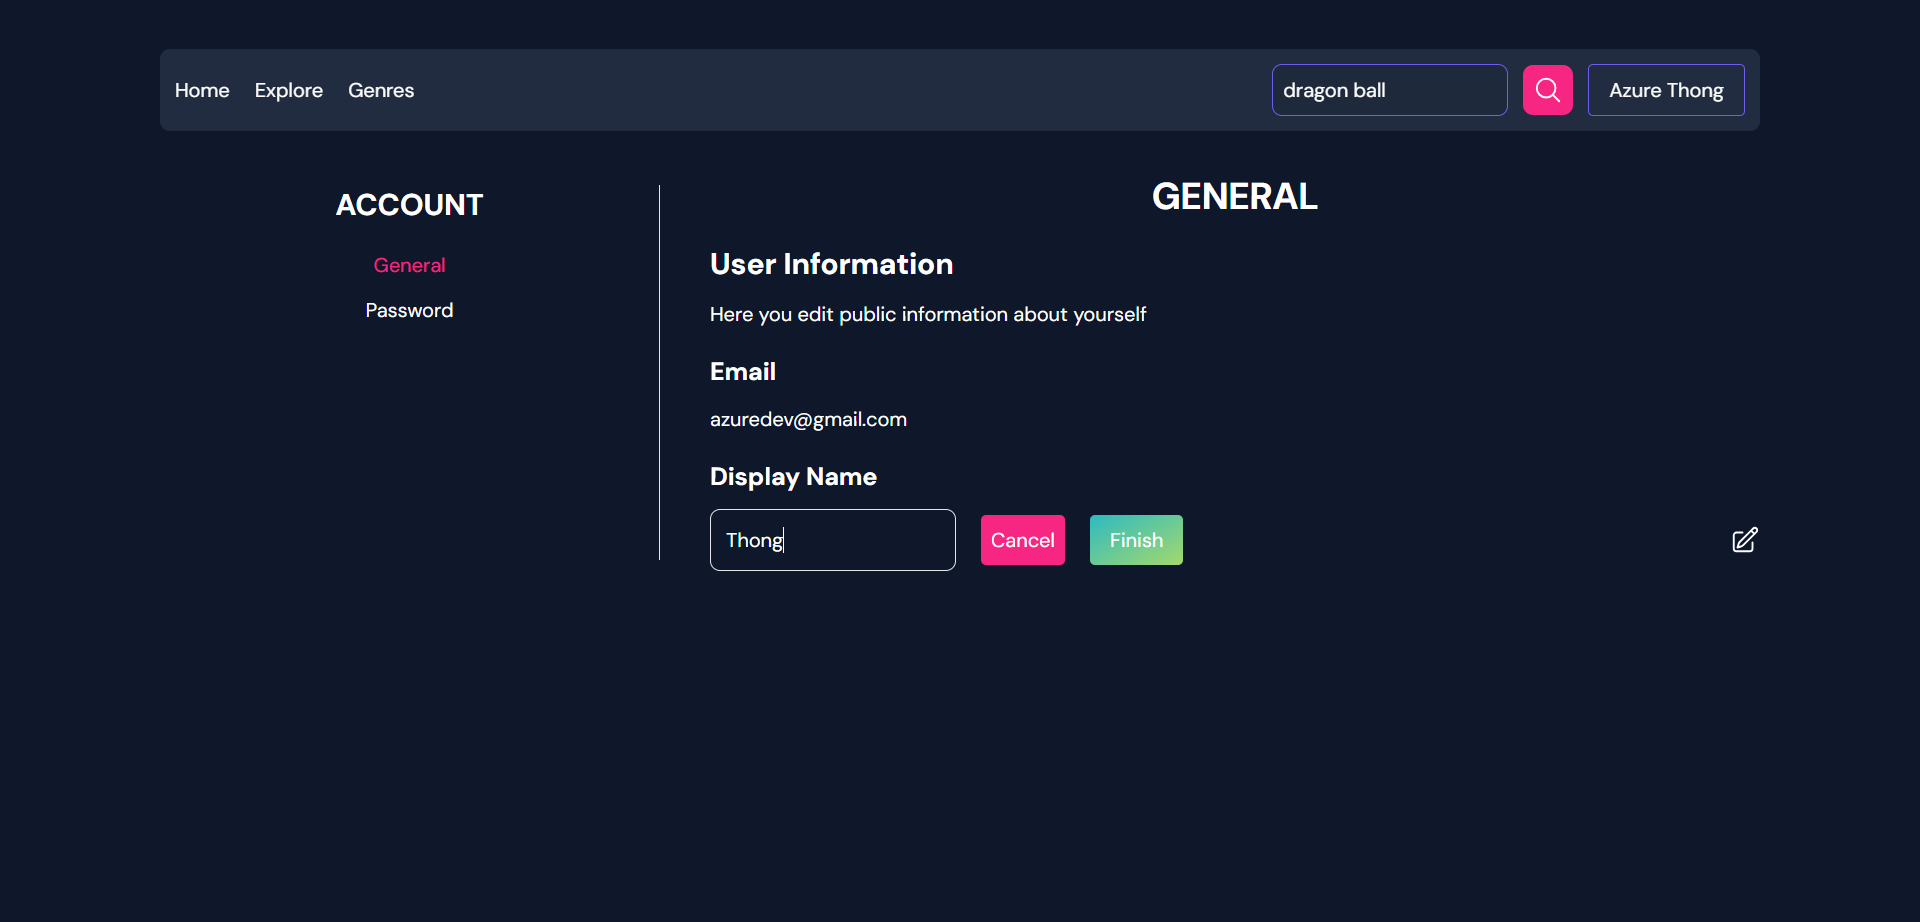 Home Explore Genres dragon ball Azure Thong
ACCOUNT
General
Password
GENERAL
User Information
Here you edit public information about yourself
Email
azuredev@gmail.com
Display Name
Thong Cancel Finish